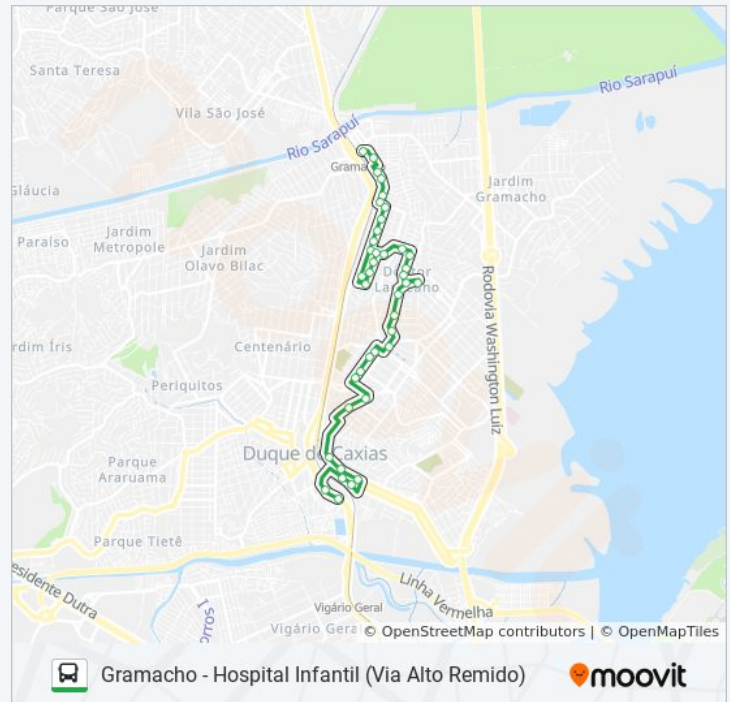 Parque São José
Santa Teresa
Vila São José
Rio Sarapuí
Rio Sarapuí
Grama
Jardim
Gramacho
Gláucia
Paraíso
Jardim
Metropole
Jardim
Olavo Bilac
Rodovia Washington Luiz
rdim Íris
Centenário
Periquitos
Duque de Caxias
Parque
Araruama
Parque Tietê
esidente Dutra
Linha Vermelha
Vigário Geral
Vigário Gera
© OpenStreetMap contributors | © OpenMapTiles
Gramacho - Hospital Infantil (Via Alto Remido)
moovit